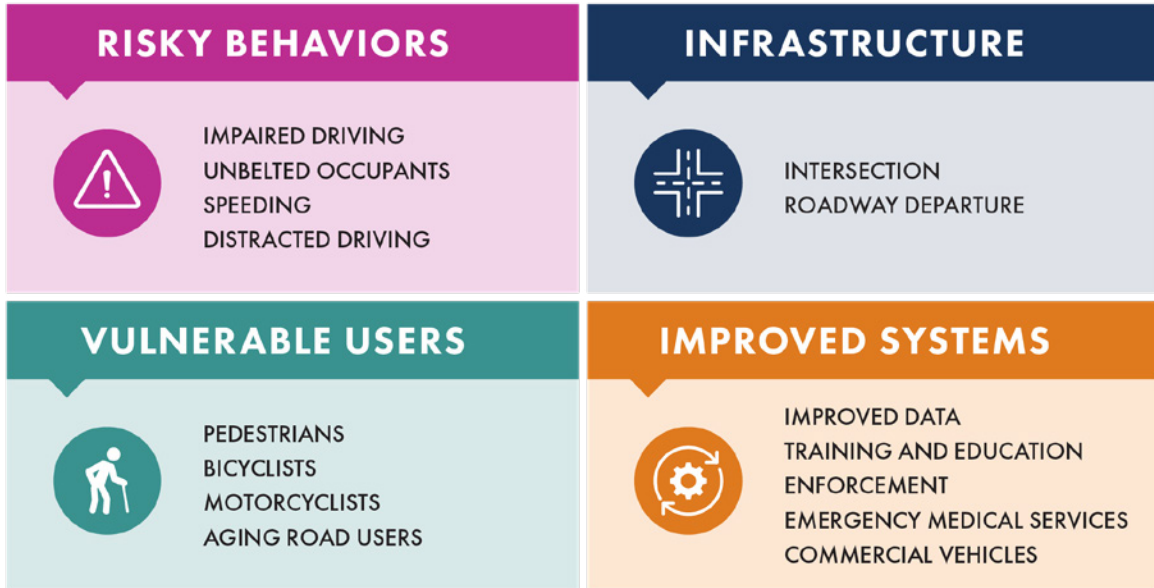 RISKY BEHAVIORS
IMPAIRED DRIVING
UNBELTED OCCUPANTS
SPEEDING
DISTRACTED DRIVING
INFRASTRUCTURE
INTERSECTION
ROADWAY DEPARTURE
VULNERABLE USERS
PEDESTRIANS
BICYCLISTS
MOTORCYCLISTS
AGING ROAD USERS
IMPROVED SYSTEMS
IMPROVED DATA
TRAINING AND EDUCATION
ENFORCEMENT
EMERGENCY MEDICAL SERVICES
COMMERCIAL VEHICLES